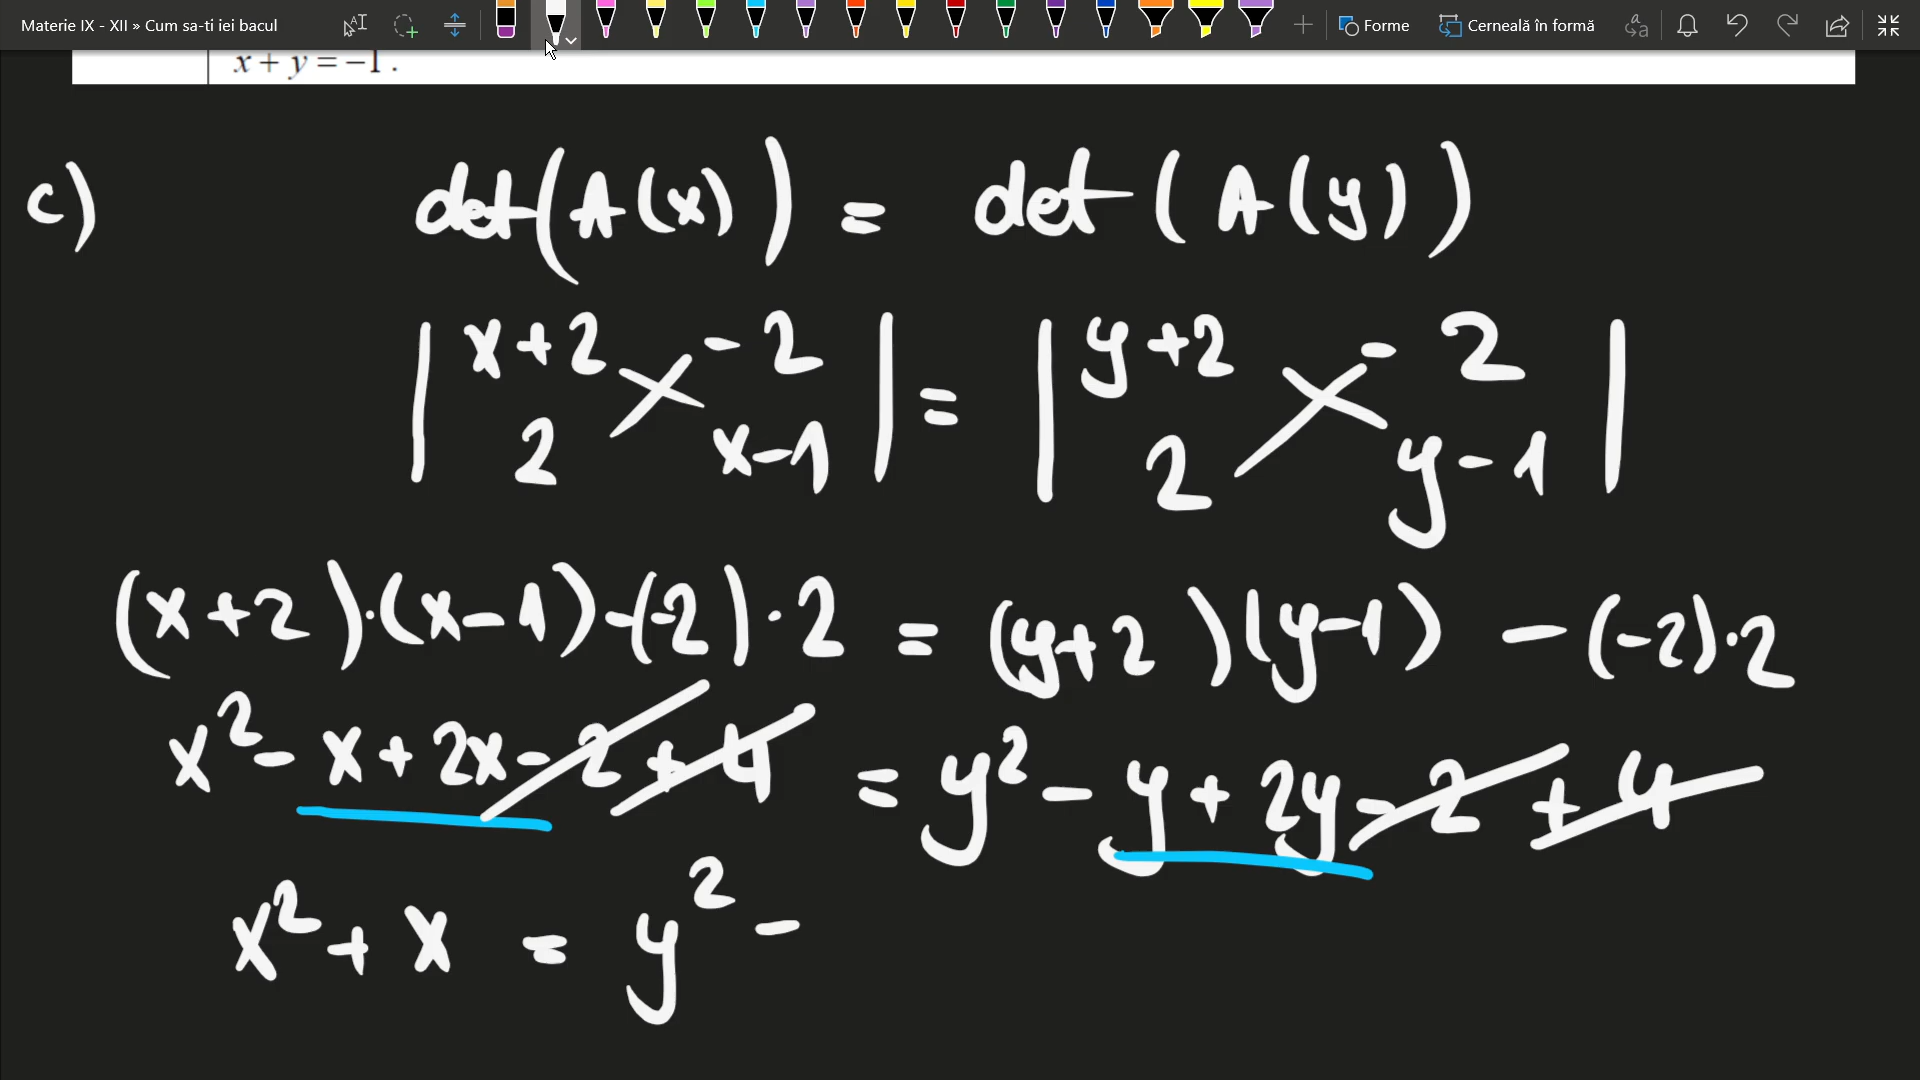 Materie IX - XII » Cum sa-ti iei bacul Forme Cerneală în formă
x + y = −1 .
c) det(A(x)) = det(A(y))
| x+2 -2 | = | y+2 -2 |
| 2 x-1 | | 2 y-1 |
(x+2)·(x-1)-(-2)·2 = (y+2)(y-1) - (-2)·2
x² - x + 2x - 2 + 4 = y² - y + 2y - 2 + 4
x² + x = y² -